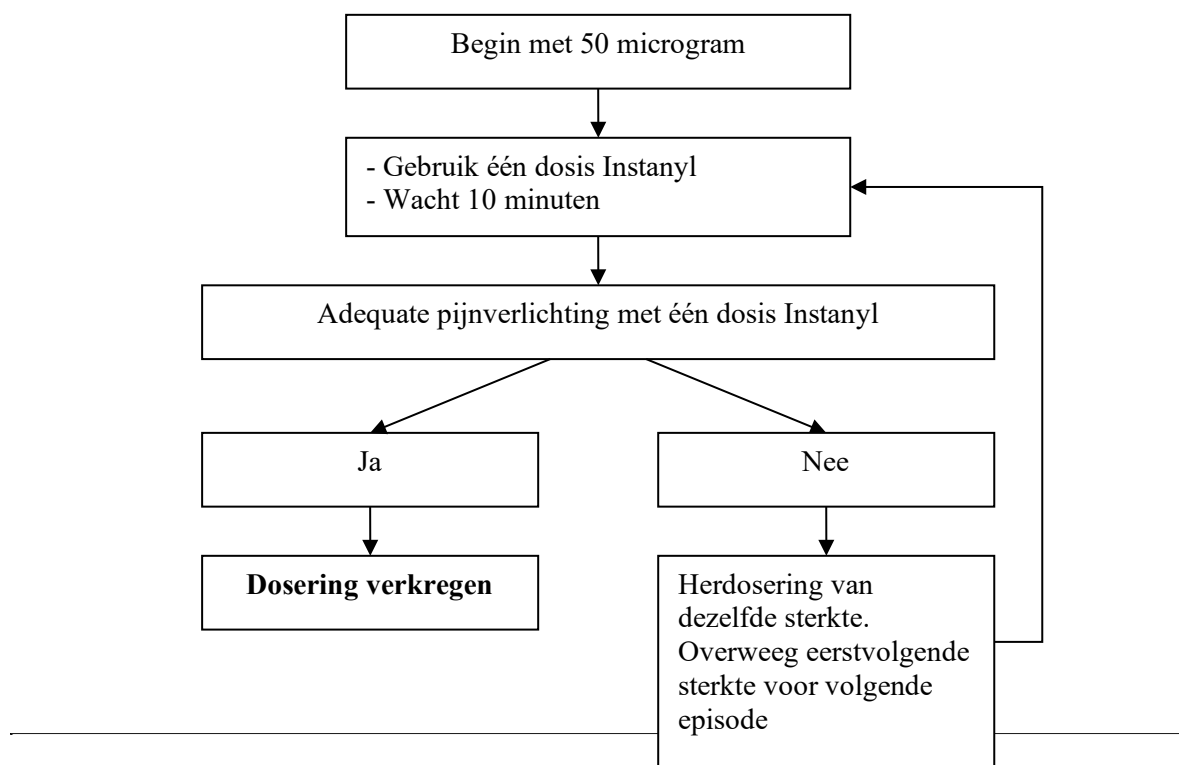 Begin met 50 microgram
- Gebruik één dosis Instanyl
- Wacht 10 minuten
Adequate pijnverlichting met één dosis Instanyl
Ja
Nee
Dosering verkregen
Herdosering van
dezelfde sterkte.
Overweeg eerstvolgende
sterkte voor volgende
episode